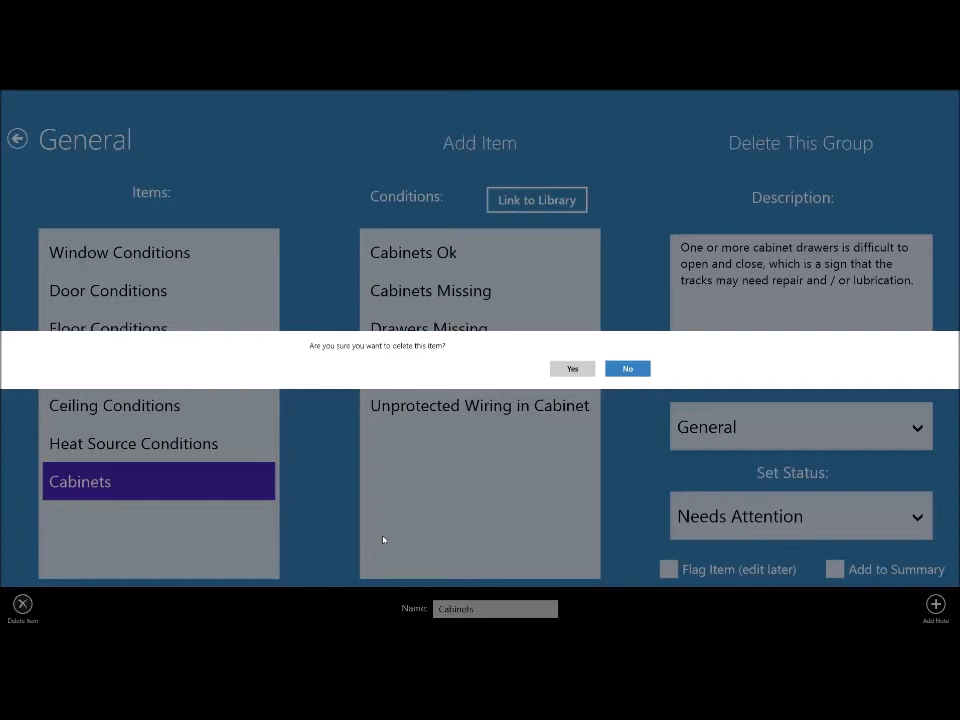 General
Add Item
Delete This Group
Items:
Conditions:
Link to Library
Description:
Window Conditions
Door Conditions
Floor Conditions
Cabinets Ok
Cabinets Missing
Drawers Missing
One or more cabinet drawers is difficult to
open and close, which is a sign that the
tracks may need repair and / or lubrication.
Are you sure you want to delete this item?
Yes
No
Ceiling Conditions
Heat Source Conditions
Cabinets
Unprotected Wiring in Cabinet
General
Set Status:
Needs Attention
Flag Item (edit later)
Add to Summary
Delete Item
Name:
Cabinets
Add Note